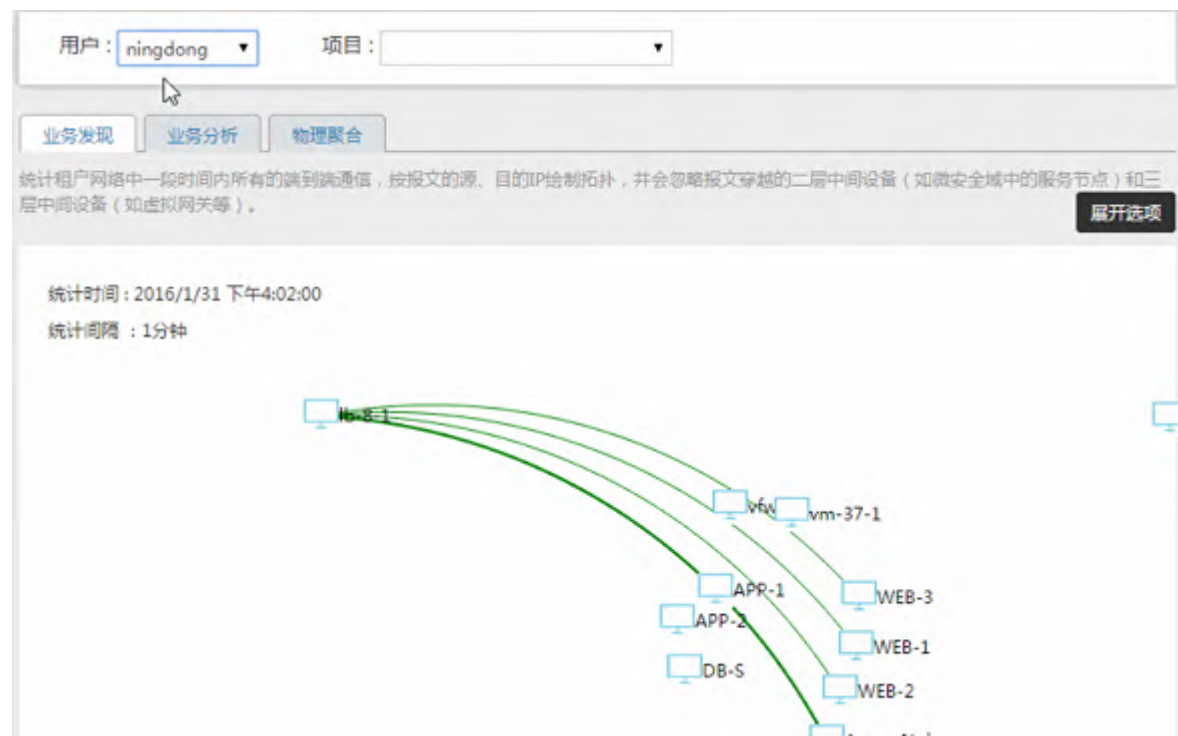 用户：ningdong
项目：
业务发现 业务分析 物理聚合
统计租户网络中一段时间内所有的端到端通信，按报文的源、目的IP绘制拓扑，并会忽略报文穿越的二层中间设备（如微安全域中的服务节点）和三
层中间设备（如虚拟网关等）。
展开选项
统计时间：2016/1/31 下午4:02:00
统计间隔 ：1分钟
lb-8-1
vfw
vm-37-1
APP-1
WEB-3
APP-2
WEB-1
DB-S
WEB-2